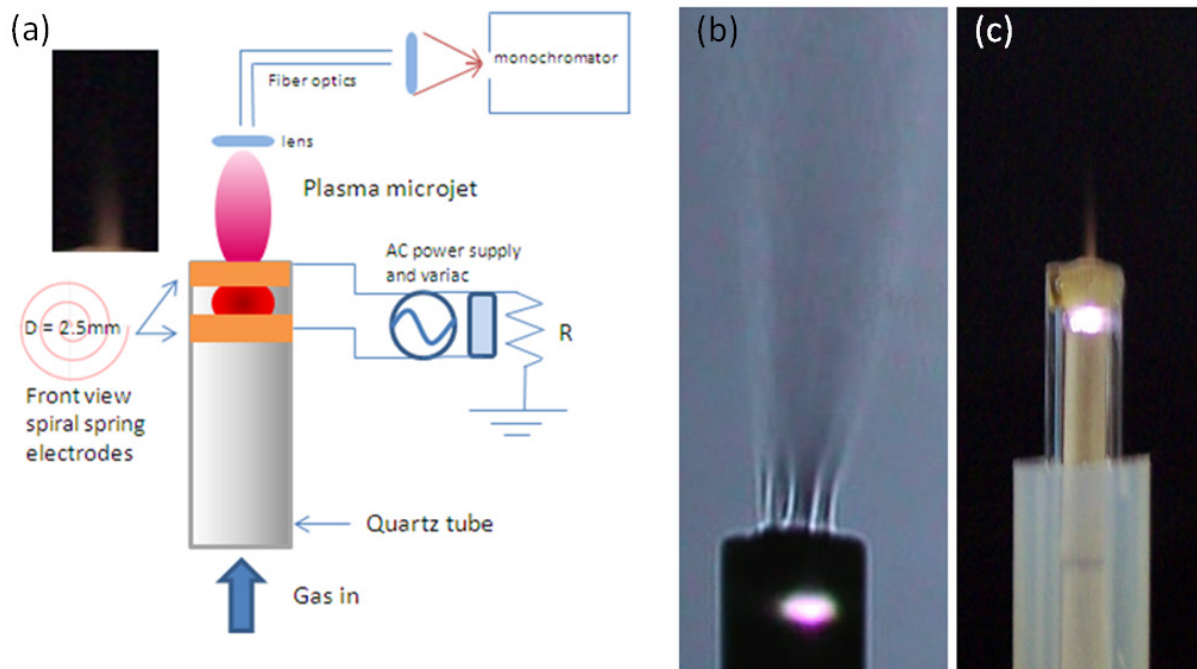 (a)
Fiber optics
monochromator
lens
Plasma microjet
AC power supply
and variac
D = 2.5mm
R
Front view
spiral spring
electrodes
Quartz tube
Gas in
(b)
(c)